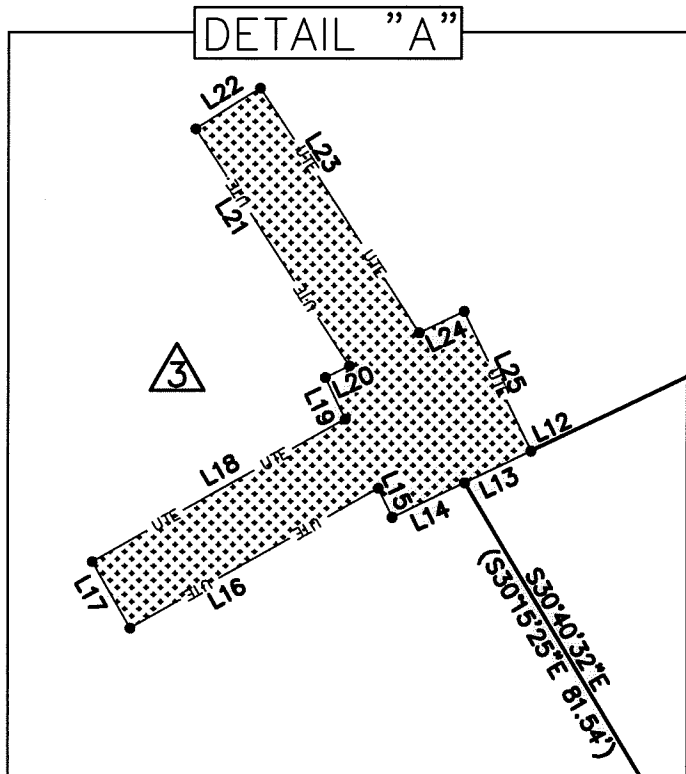 DETAIL "A"
L22
L23
UTE
UTE
L21
UTE
UTE
L24
3
L20
L25
UTE
L19
L12
L18
UTE
L13
L15
L14
UTE
UTE
L17
L16
UTE
S30°40'32"E
(S30°15'25"E 81.54')